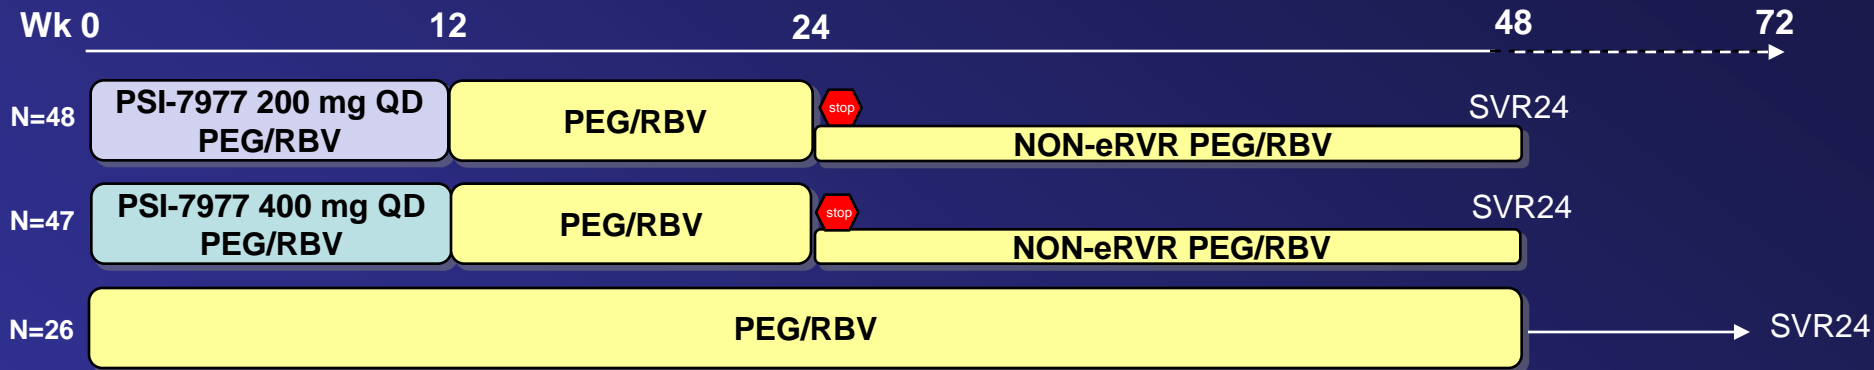 Wk 0 12 24 48 72
N=48
PSI-7977 200 mg QD
PEG/RBV
PEG/RBV
stop
SVR24
NON-eRVR PEG/RBV
N=47
PSI-7977 400 mg QD
PEG/RBV
PEG/RBV
stop
SVR24
NON-eRVR PEG/RBV
N=26
PEG/RBV
SVR24